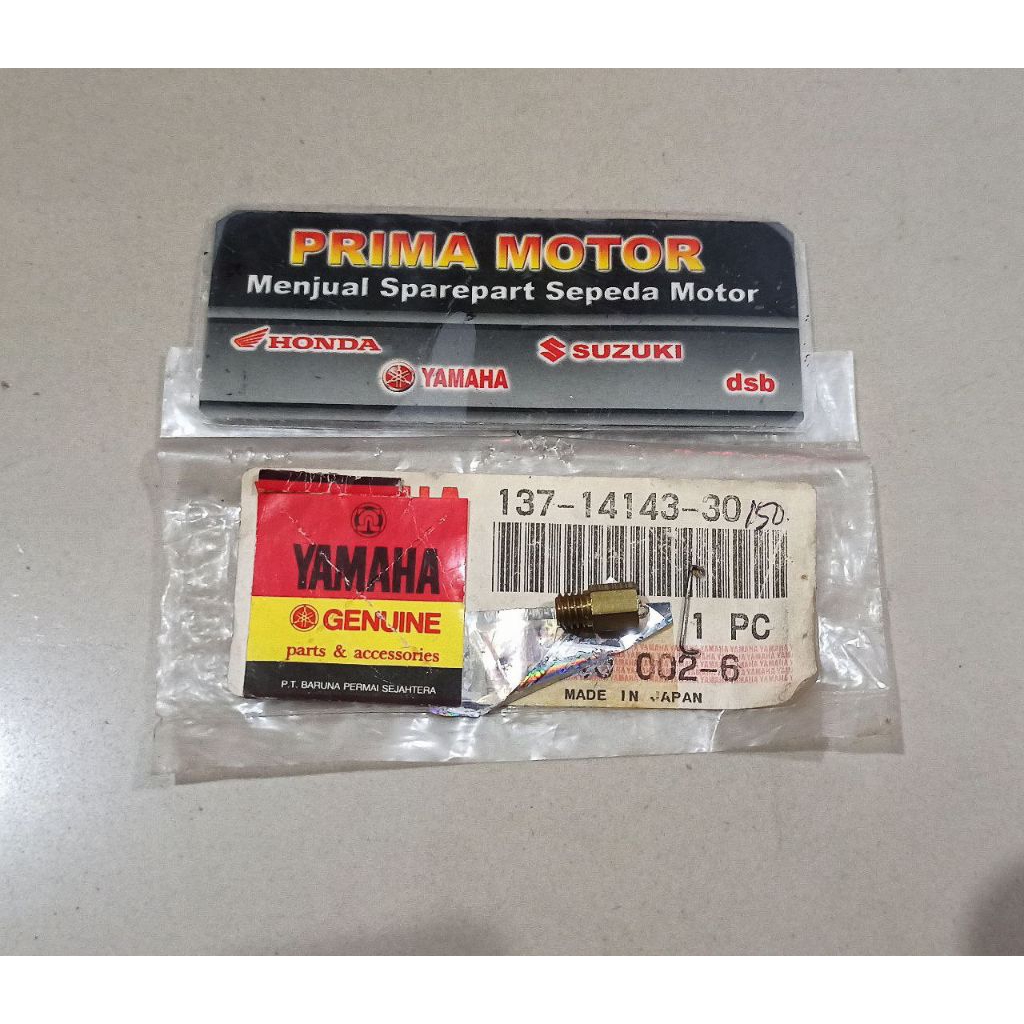 PRIMA MOTOR
Menjual Sparepart Sepeda Motor
HONDA
SUZUKI
YAMAHA
dsb
137-14143-30
150.
YAMAHA
GENUINE
parts & accessories
P.T. BARUNA PERMAI SEJAHTERA
1 PC
002-6
MADE IN JAPAN